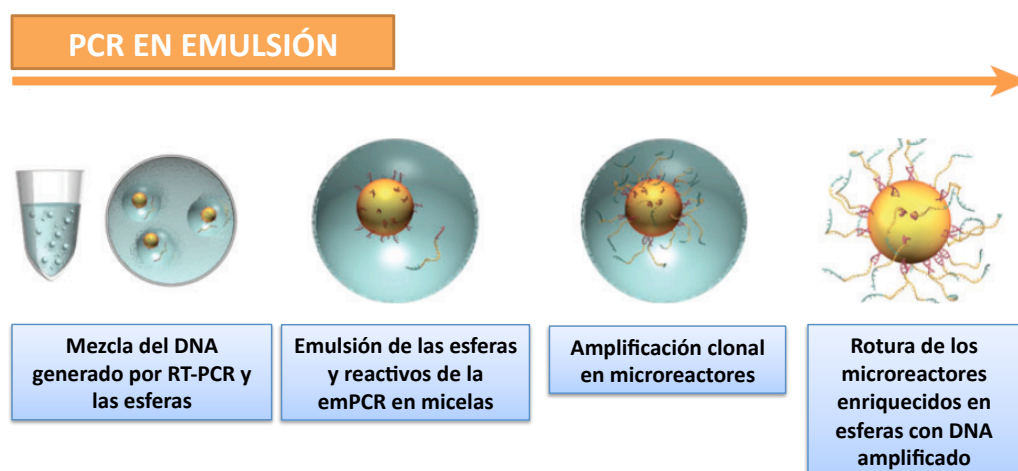 PCR EN EMULSIÓN
Mezcla del DNA
generado por RT-PCR y
las esferas
Emulsión de las esferas
y reactivos de la
emPCR en micelas
Amplificación clonal
en microreactores
Rotura de los
microreactores
enriquecidos en
esferas con DNA
amplificado